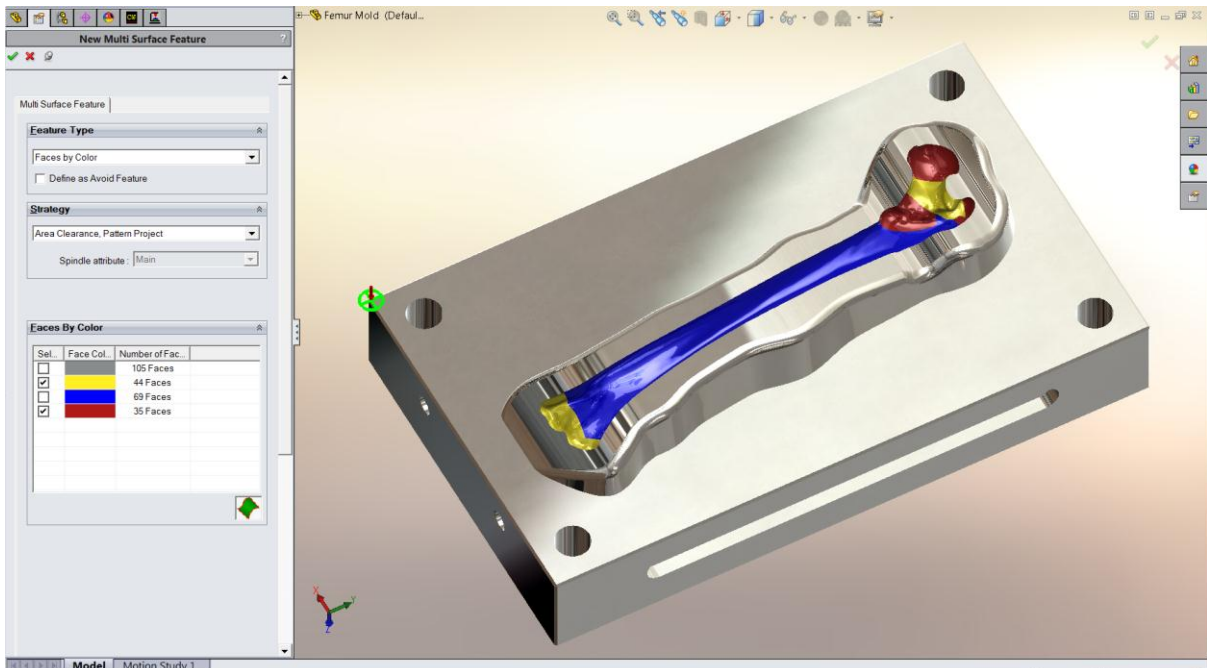 Femur Mold (Defaul...
New Multi Surface Feature
?
Multi Surface Feature
Feature Type
Faces by Color
Define as Avoid Feature
Strategy
Area Clearance, Pattern Project
Spindle attribute : Main
Faces By Color
Sel... Face Col... Number of Fac...
105 Faces
44 Faces
69 Faces
35 Faces
X
Y
Z
Model Motion Study 1